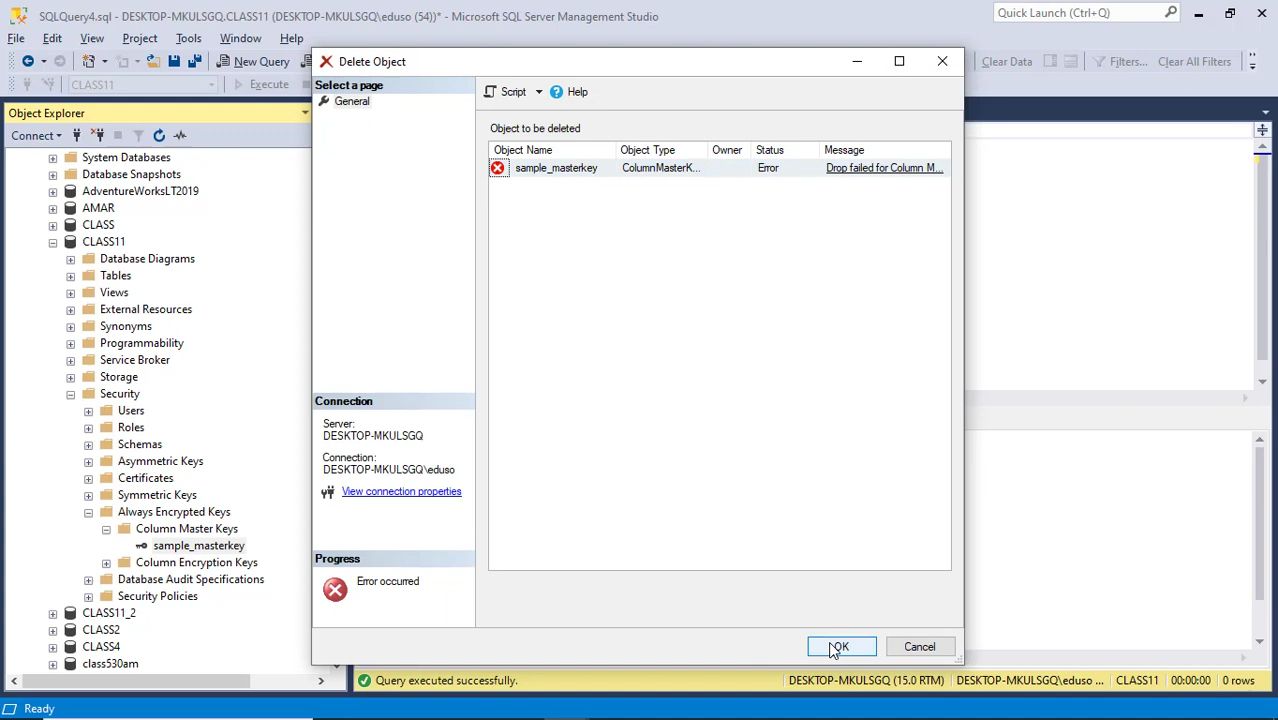 SQLQuery4.sql - DESKTOP-MKULSGQ.CLASS11 (DESKTOP-MKULSGQ\eduso (54))* - Microsoft SQL Server Management Studio
Quick Launch (Ctrl+Q)
File Edit View Project Tools Window Help
New Query
Clear Data Filters... Clear All Filters
CLASS11 Execute
Delete Object
Object Explorer
Connect
System Databases
Database Snapshots
AdventureWorksLT2019
AMAR
CLASS
CLASS11
Database Diagrams
Tables
Views
External Resources
Synonyms
Programmability
Service Broker
Storage
Security
Users
Roles
Schemas
Asymmetric Keys
Certificates
Symmetric Keys
Always Encrypted Keys
Column Master Keys
sample_masterkey
Column Encryption Keys
Database Audit Specifications
Security Policies
CLASS11_2
CLASS2
CLASS4
class530am
Select a page
General
Connection
Server:
DESKTOP-MKULSGQ
Connection:
DESKTOP-MKULSGQ\eduso
View connection properties
Progress
Error occurred
Script Help
Object to be deleted
Object Name Object Type Owner Status Message
sample_masterkey ColumnMasterK... Error Drop failed for Column M...
OK Cancel
Query executed successfully. DESKTOP-MKULSGQ (15.0 RTM) DESKTOP-MKULSGQ\eduso ... CLASS11 00:00:00 0 rows
Ready